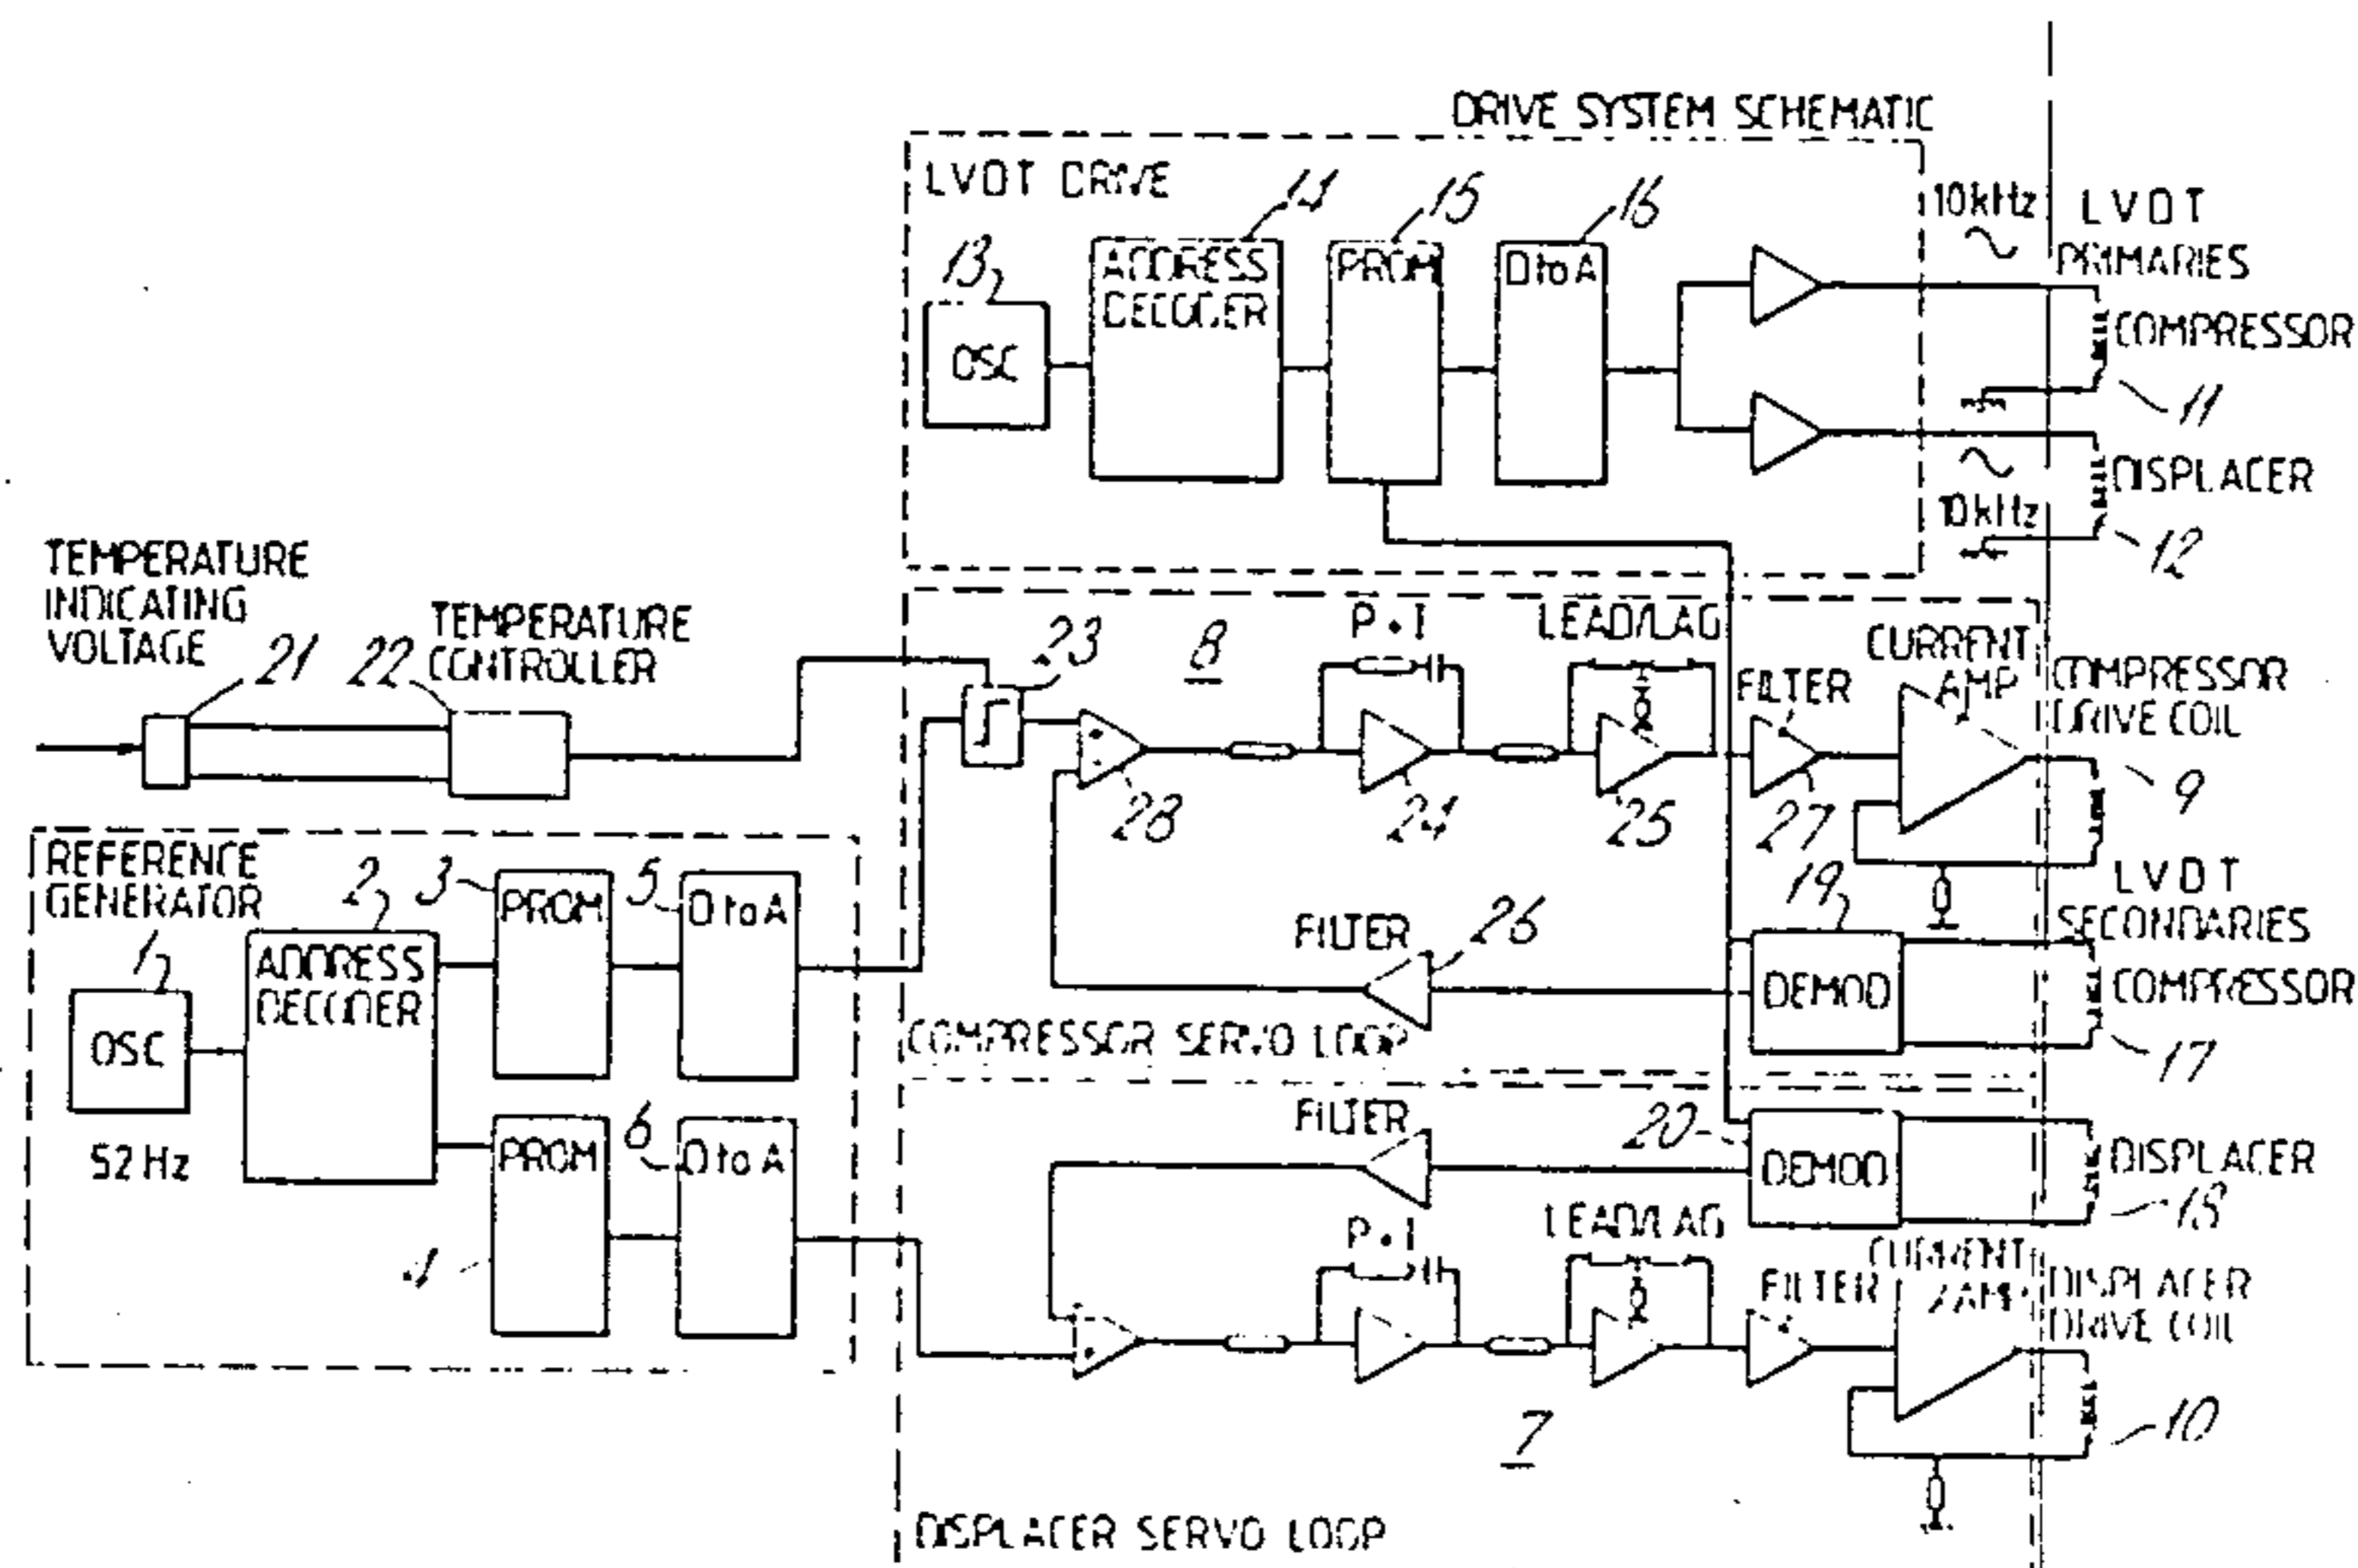 DRIVE SYSTEM SCHEMATIC
LVDT DRIVE
13
OSC
14
ADDRESS
DECODER
15
PROM
16
D to A
10kHz
LVDT
PRIMARIES
COMPRESSOR
11
DISPLACER
10kHz
12
TEMPERATURE
INDICATING
VOLTAGE
21
22
TEMPERATURE
CONTROLLER
23
8
P + I
LEAD/LAG
FILTER
CURRENT
AMP
COMPRESSOR
DRIVE COIL
9
28
24
25
27
REFERENCE
GENERATOR
1
OSC
52 Hz
2
ADDRESS
DECODER
3
PROM
5
D to A
4
PROM
6
D to A
FILTER
26
19
DEMOD
LVDT
SECONDARIES
COMPRESSOR
17
COMPRESSOR SERVO LOOP
FILTER
20
DEMOD
DISPLACER
18
P + I
LEAD/LAG
FILTER
CURRENT
AMP
DISPLACER
DRIVE COIL
10
7
DISPLACER SERVO LOOP